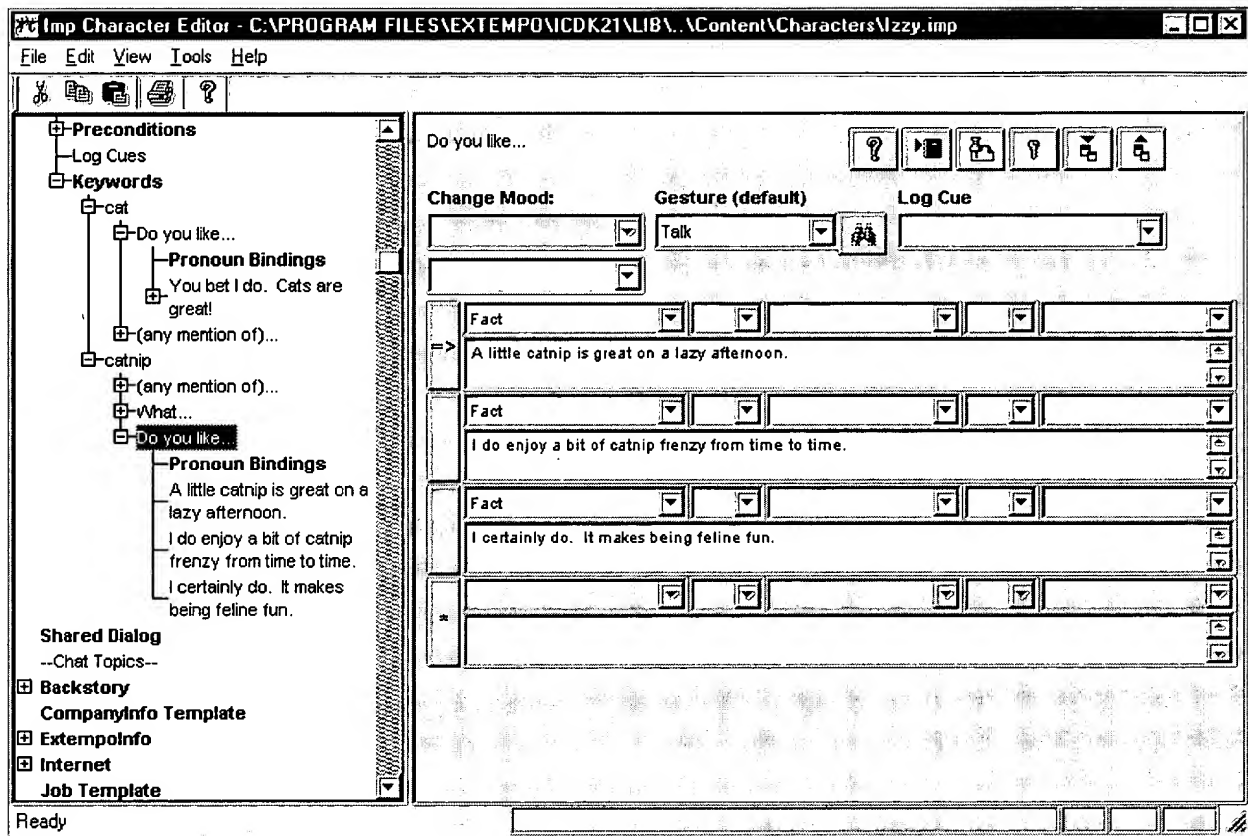 Imp Character Editor - C:\PROGRAM FILES\EXTEMPO\ICDK21\LIB\..\Content\Characters\Izzy.imp
File Edit View Tools Help
Preconditions
Log Cues
Keywords
cat
Do you like...
Pronoun Bindings
You bet I do. Cats are
great!
(any mention of)...
catnip
(any mention of)...
What...
Do you like...
Pronoun Bindings
A little catnip is great on a
lazy afternoon.
I do enjoy a bit of catnip
frenzy from time to time.
I certainly do. It makes
being feline fun.
Shared Dialog
--Chat Topics--
Backstory
CompanyInfo Template
ExtempoInfo
Internet
Job Template
Do you like...
Change Mood: Gesture (default) Log Cue
Talk
Fact
=> A little catnip is great on a lazy afternoon.
Fact
I do enjoy a bit of catnip frenzy from time to time.
Fact
I certainly do. It makes being feline fun.
*
Ready